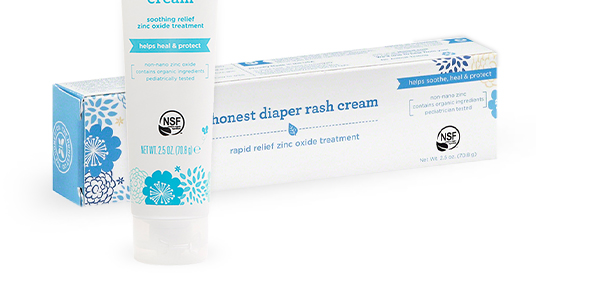 cream
soothing relief
zinc oxide treatment
helps heal & protect
non-nano zinc oxide
contains organic ingredients
pediatrically tested
NSF
NET WT. 2.5 OZ. (70.8 g) e
honest diaper rash cream
rapid relief zinc oxide treatment
helps soothe, heal & protect
non-nano zinc
contains organic ingredients
pediatrician tested
NSF
Net Wt. 2.5 oz. (70.8 g)